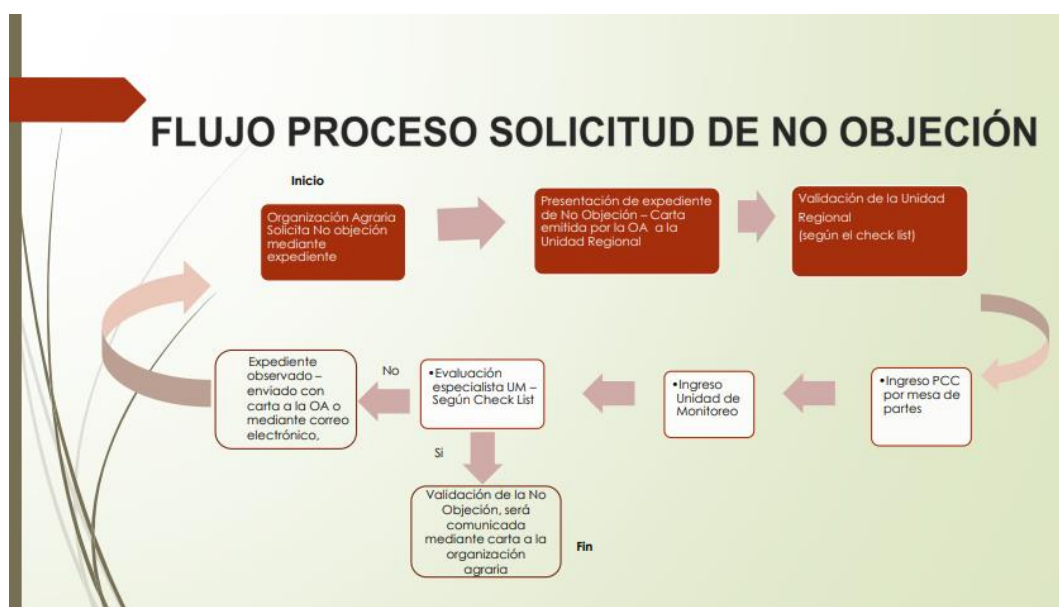 FLUJO PROCESO SOLICITUD DE NO OBJECIÓN
Inicio
Organización Agraria
Solicita No objeción
mediante
expediente
Presentación de expediente
de No Objeción – Carta
emitida por la OA a la
Unidad Regional
Validación de la Unidad
Regional
(según el check list)
•Ingreso PCC
por mesa de
partes
•Ingreso
Unidad de
Monitoreo
•Evaluación
especialista UM –
Según Check List
No
Expediente
observado –
enviado con
carta a la OA o
mediante correo
electrónico,
Si
Validación de la No
Objeción, será
comunicada
mediante carta a la
organización
agraria
Fin